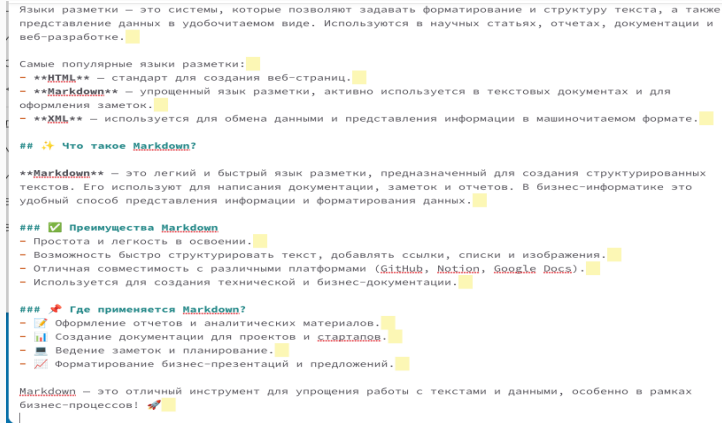 Языки разметки — это системы, которые позволяют задавать форматирование и структуру текста, а также
представление данных в удобочитаемом виде. Используются в научных статьях, отчетах, документации и
веб-разработке.
Самые популярные языки разметки:
- **HTML** — стандарт для создания веб-страниц.
- **Markdown** — упрощенный язык разметки, активно используется в текстовых документах и для
оформления заметок.
- **XML** — используется для обмена данными и представления информации в машиночитаемом формате.
## ✨ Что такое Markdown?
**Markdown** — это легкий и быстрый язык разметки, предназначенный для создания структурированных
текстов. Его используют для написания документации, заметок и отчетов. В бизнес-информатике это
удобный способ представления информации и форматирования данных.
### ✅ Преимущества Markdown
- Простота и легкость в освоении.
- Возможность быстро структурировать текст, добавлять ссылки, списки и изображения.
- Отличная совместимость с различными платформами (GitHub, Notion, Google Docs).
- Используется для создания технической и бизнес-документации.
### 📌 Где применяется Markdown?
- 📝 Оформление отчетов и аналитических материалов.
- 📊 Создание документации для проектов и стартапов.
- 💻 Ведение заметок и планирование.
- 📈 Форматирование бизнес-презентаций и предложений.
Markdown — это отличный инструмент для упрощения работы с текстами и данными, особенно в рамках
бизнес-процессов! 🚀